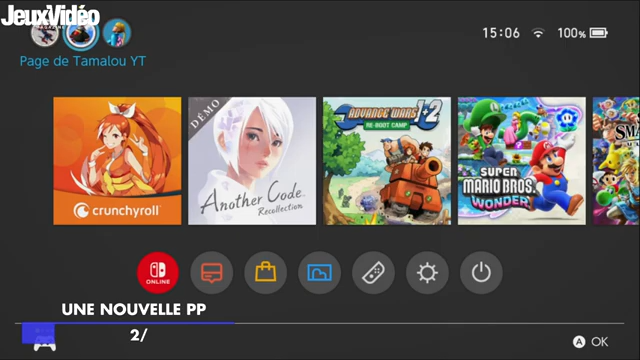 JeuxVidéo
15:06
100%
Page de Tamalou YT
crunchyroll
DÉMO
Another Code:
Recollection
ADVANCE WARS 1+2
RE-BOOT CAMP
SUPER
MARIO BROS.
WONDER
ONLINE
UNE NOUVELLE PP
2/
A OK